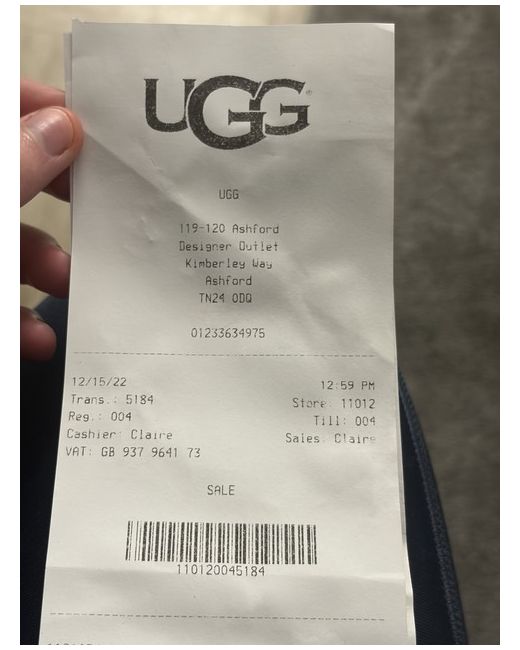 UGG
UGG
119-120 Ashford
Designer Outlet
Kimberley Way
Ashford
TN24 0DQ
01233634975
12/15/22 12:59 PM
Trans.: 5184 Store: 11012
Reg.: 004 Till: 004
Cashier: Claire Sales: Claire
VAT: GB 937 9641 73
SALE
110120045184